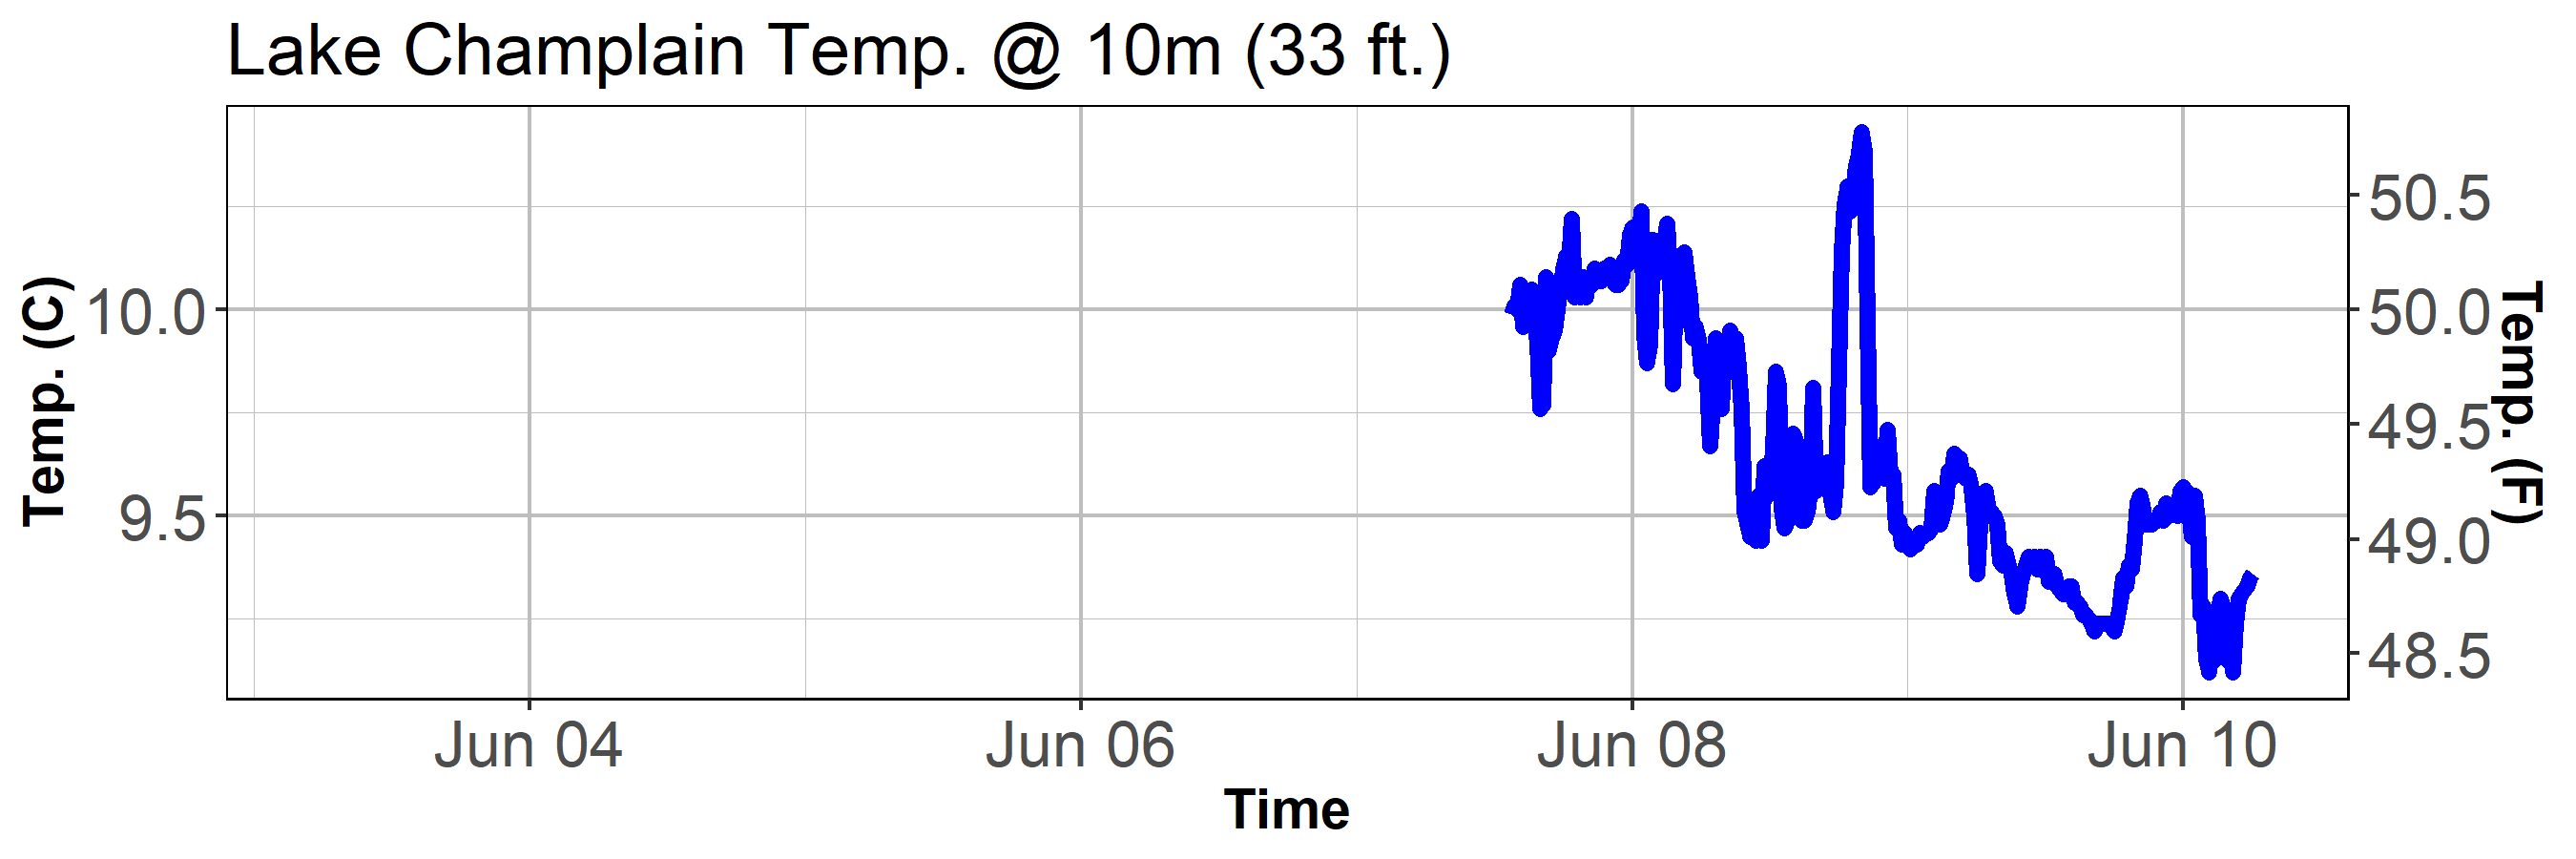 Lake Champlain Temp. @ 10m (33 ft.)
Temp. (C)
10.0
9.5
50.5
50.0
49.5
49.0
48.5
Temp. (F)
Jun 04
Jun 06
Jun 08
Jun 10
Time